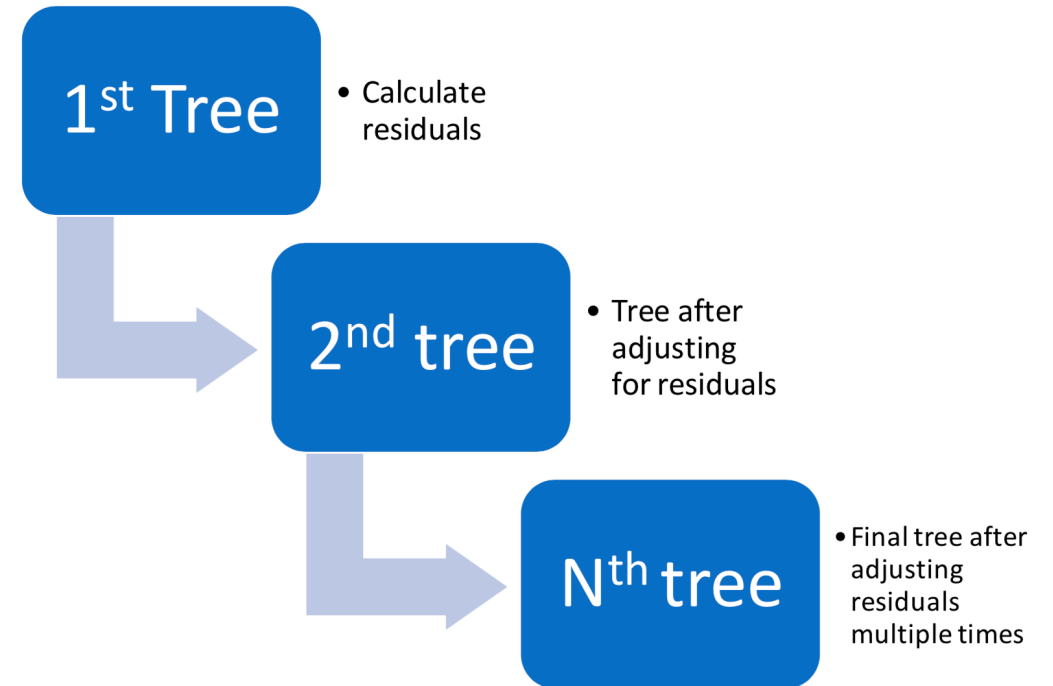 1st Tree
• Calculate
residuals
2nd tree
• Tree after
adjusting
for residuals
Nth tree
• Final tree after
adjusting
residuals
multiple times